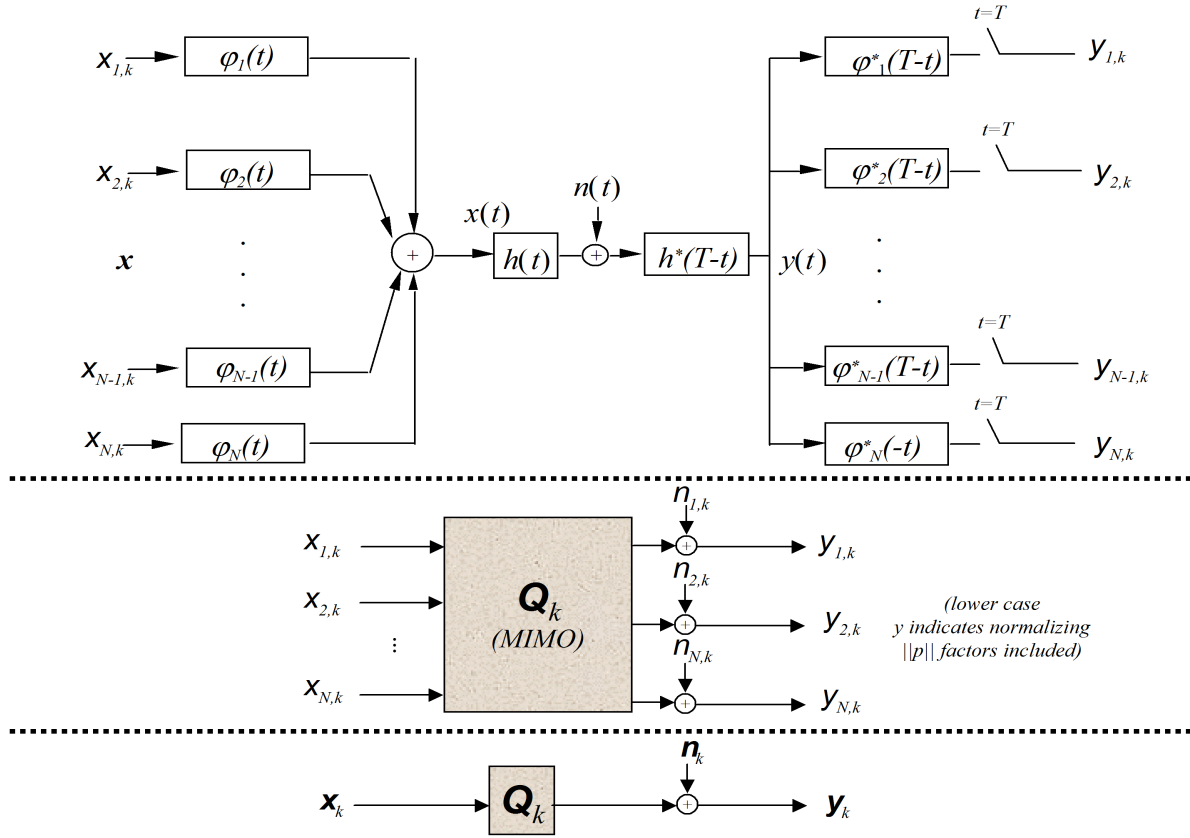 x1,k φ1(t) t=T φ*1(T-t) y1,k
x2,k φ2(t) t=T φ*2(T-t) y2,k
x x(t) h(t) n(t) + + h*(T-t) y(t)
xN-1,k φN-1(t) t=T φ*N-1(T-t) yN-1,k
xN,k φN(t) t=T φ*N(-t) yN,k
n1,k
x1,k + y1,k
n2,k
x2,k Qk + y2,k
(MIMO)
(lower case
y indicates normalizing
||p|| factors included)
nN,k
xN,k + yN,k
nk
xk Qk + yk